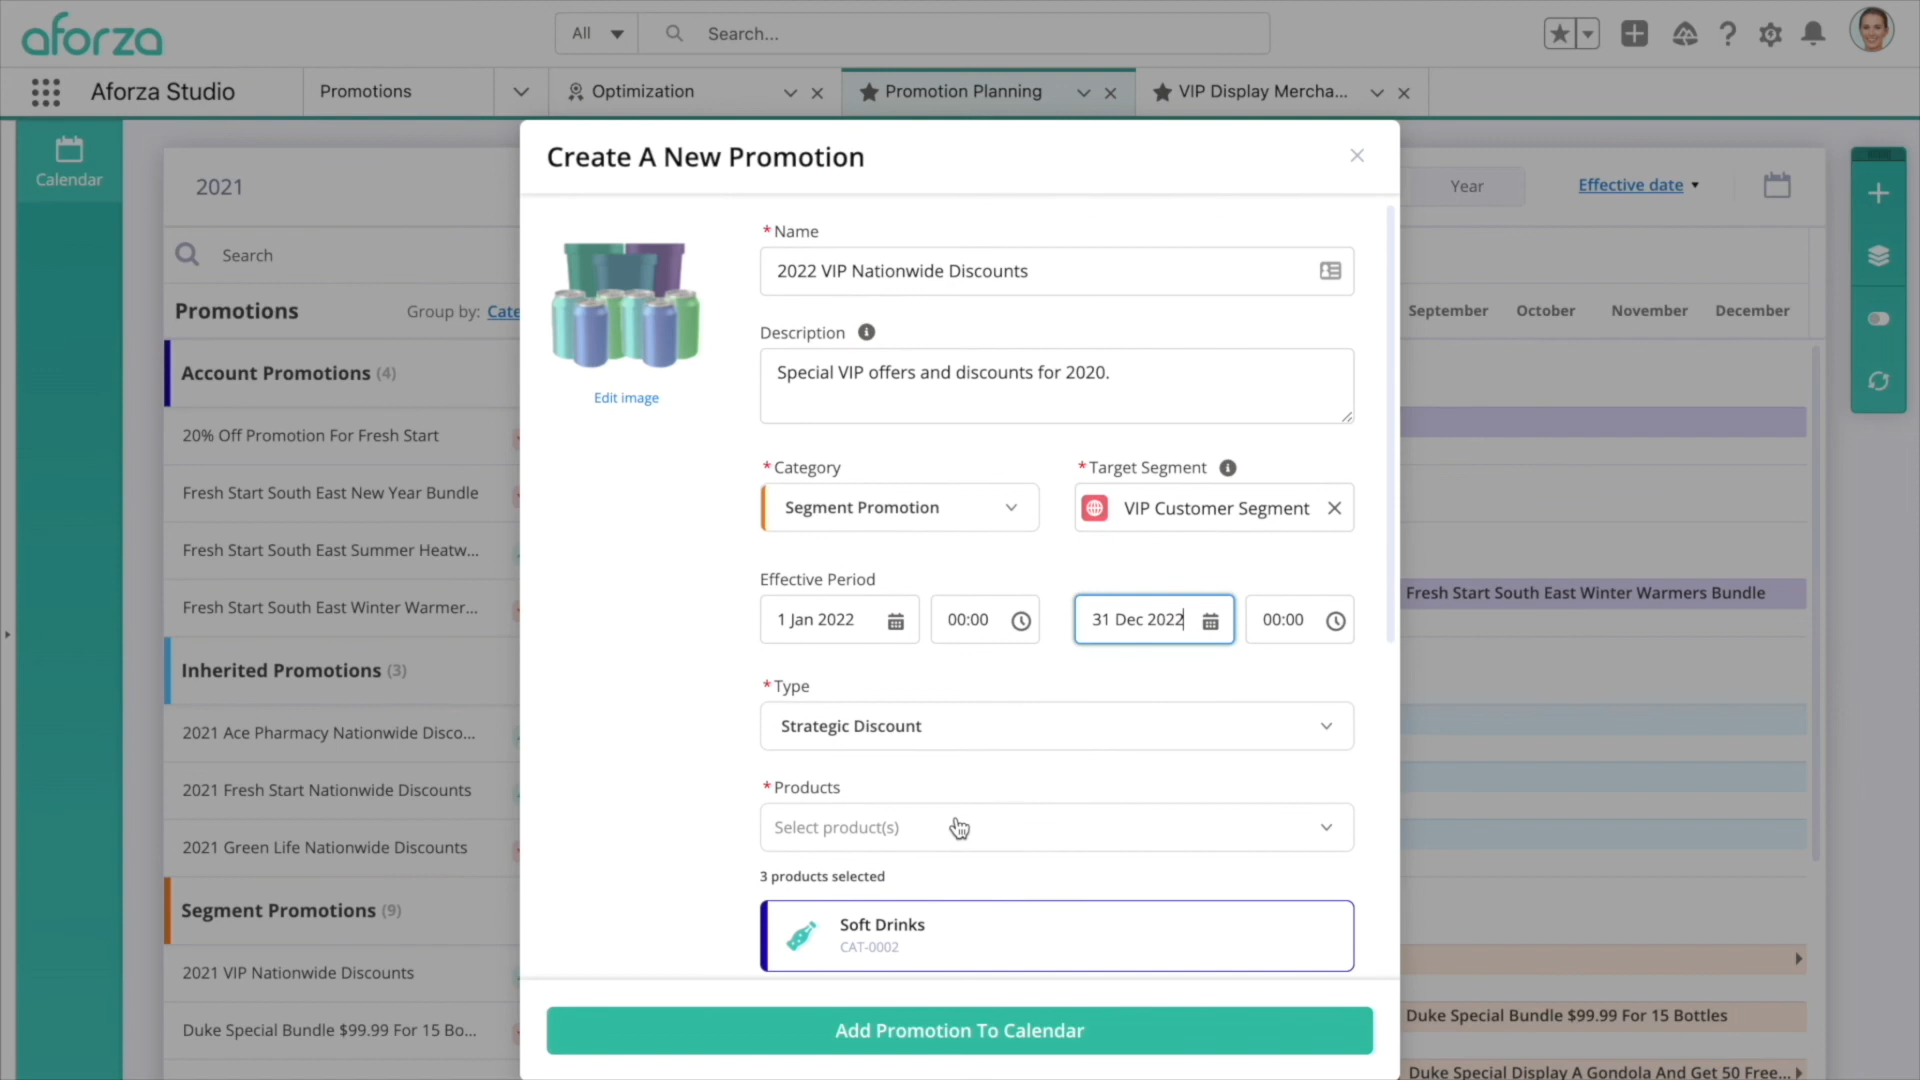 aforza
All
Search...
Aforza Studio
Promotions
Optimization
Promotion Planning
VIP Display Mercha...
Calendar
2021
Year
Effective date
Search
Promotions
Group by: Cate
September October November December
Account Promotions (4)
20% Off Promotion For Fresh Start
Fresh Start South East New Year Bundle
Fresh Start South East Summer Heatw...
Fresh Start South East Winter Warmer...
Inherited Promotions (3)
2021 Ace Pharmacy Nationwide Disco...
2021 Fresh Start Nationwide Discounts
2021 Green Life Nationwide Discounts
Segment Promotions (9)
2021 VIP Nationwide Discounts
Duke Special Bundle $99.99 For 15 Bo...
Create A New Promotion
Edit image
*Name
2022 VIP Nationwide Discounts
Description
Special VIP offers and discounts for 2020.
*Category
Segment Promotion
*Target Segment
VIP Customer Segment
Effective Period
1 Jan 2022 00:00 31 Dec 2022 00:00
*Type
Strategic Discount
*Products
Select product(s)
3 products selected
Soft Drinks
CAT-0002
Add Promotion To Calendar
Fresh Start South East Winter Warmers Bundle
Duke Special Bundle $99.99 For 15 Bottles
Duke Special Display A Gondola And Get 50 Free...